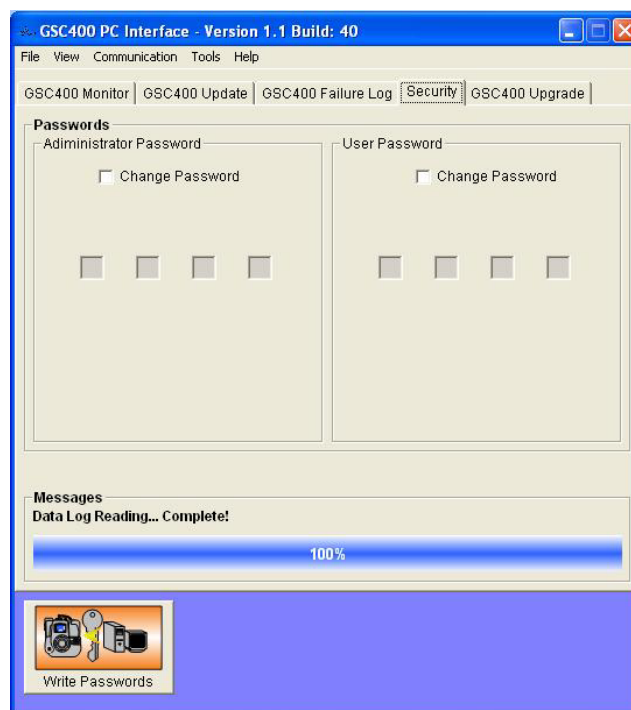 GSC400 PC Interface - Version 1.1 Build: 40
File View Communication Tools Help
GSC400 Monitor GSC400 Update GSC400 Failure Log Security GSC400 Upgrade
Passwords
Adiministrator Password User Password
Change Password Change Password
Messages
Data Log Reading... Complete!
100%
Write Passwords